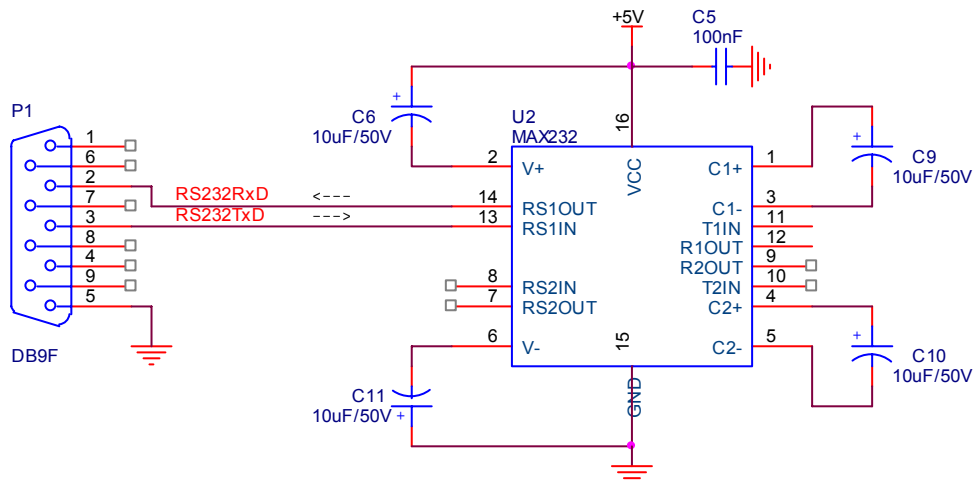 +5V
C5
100nF
P1
1
6
2
7
3
8
4
9
5
DB9F
RS232RxD
<---
RS232TxD
--->
+
C6
10uF/50V
U2
MAX232
16
VCC
2
V+
14
RS1OUT
13
RS1IN
8
RS2IN
7
RS2OUT
6
V-
15
GND
C11
10uF/50V
+
1
C1+
3
C1-
11
T1IN
12
R1OUT
9
R2OUT
10
T2IN
4
C2+
5
C2-
+
C9
10uF/50V
+
C10
10uF/50V